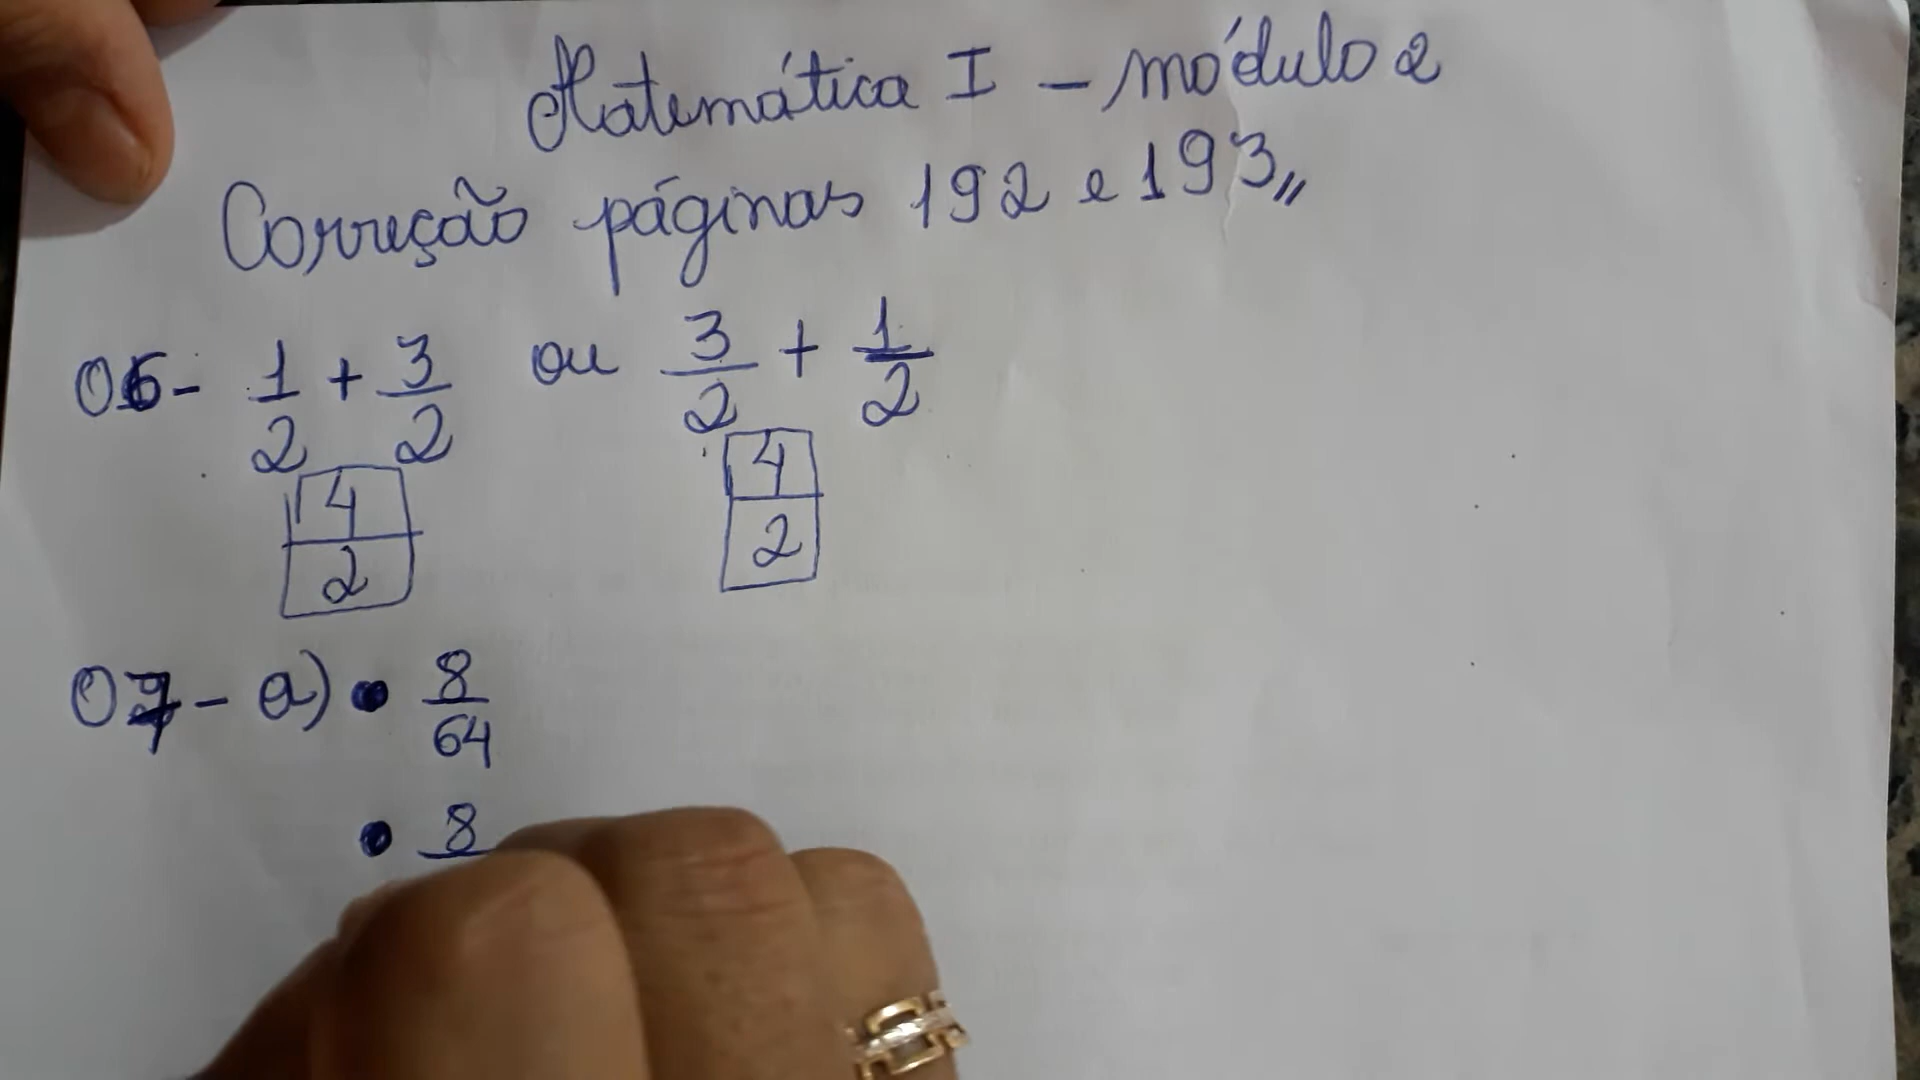 Matemática I - módulo 2
Correção páginas 192 e 193,,
06- 1/2 + 3/2 ou 3/2 + 1/2
4/2 4/2
07- a) • 8/64
• 8